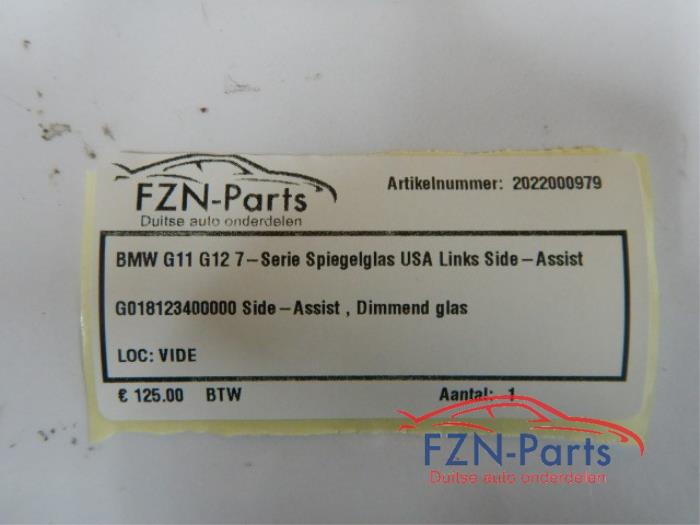 FZN-Parts
Duitse auto onderdelen
Artikelnummer: 2022000979
BMW G11 G12 7-Serie Spiegelglas USA Links Side-Assist
G018123400000 Side-Assist , Dimmend glas
LOC: VIDE
€ 125.00 BTW Aantal: 1
FZN-Parts
Duitse auto onderdelen